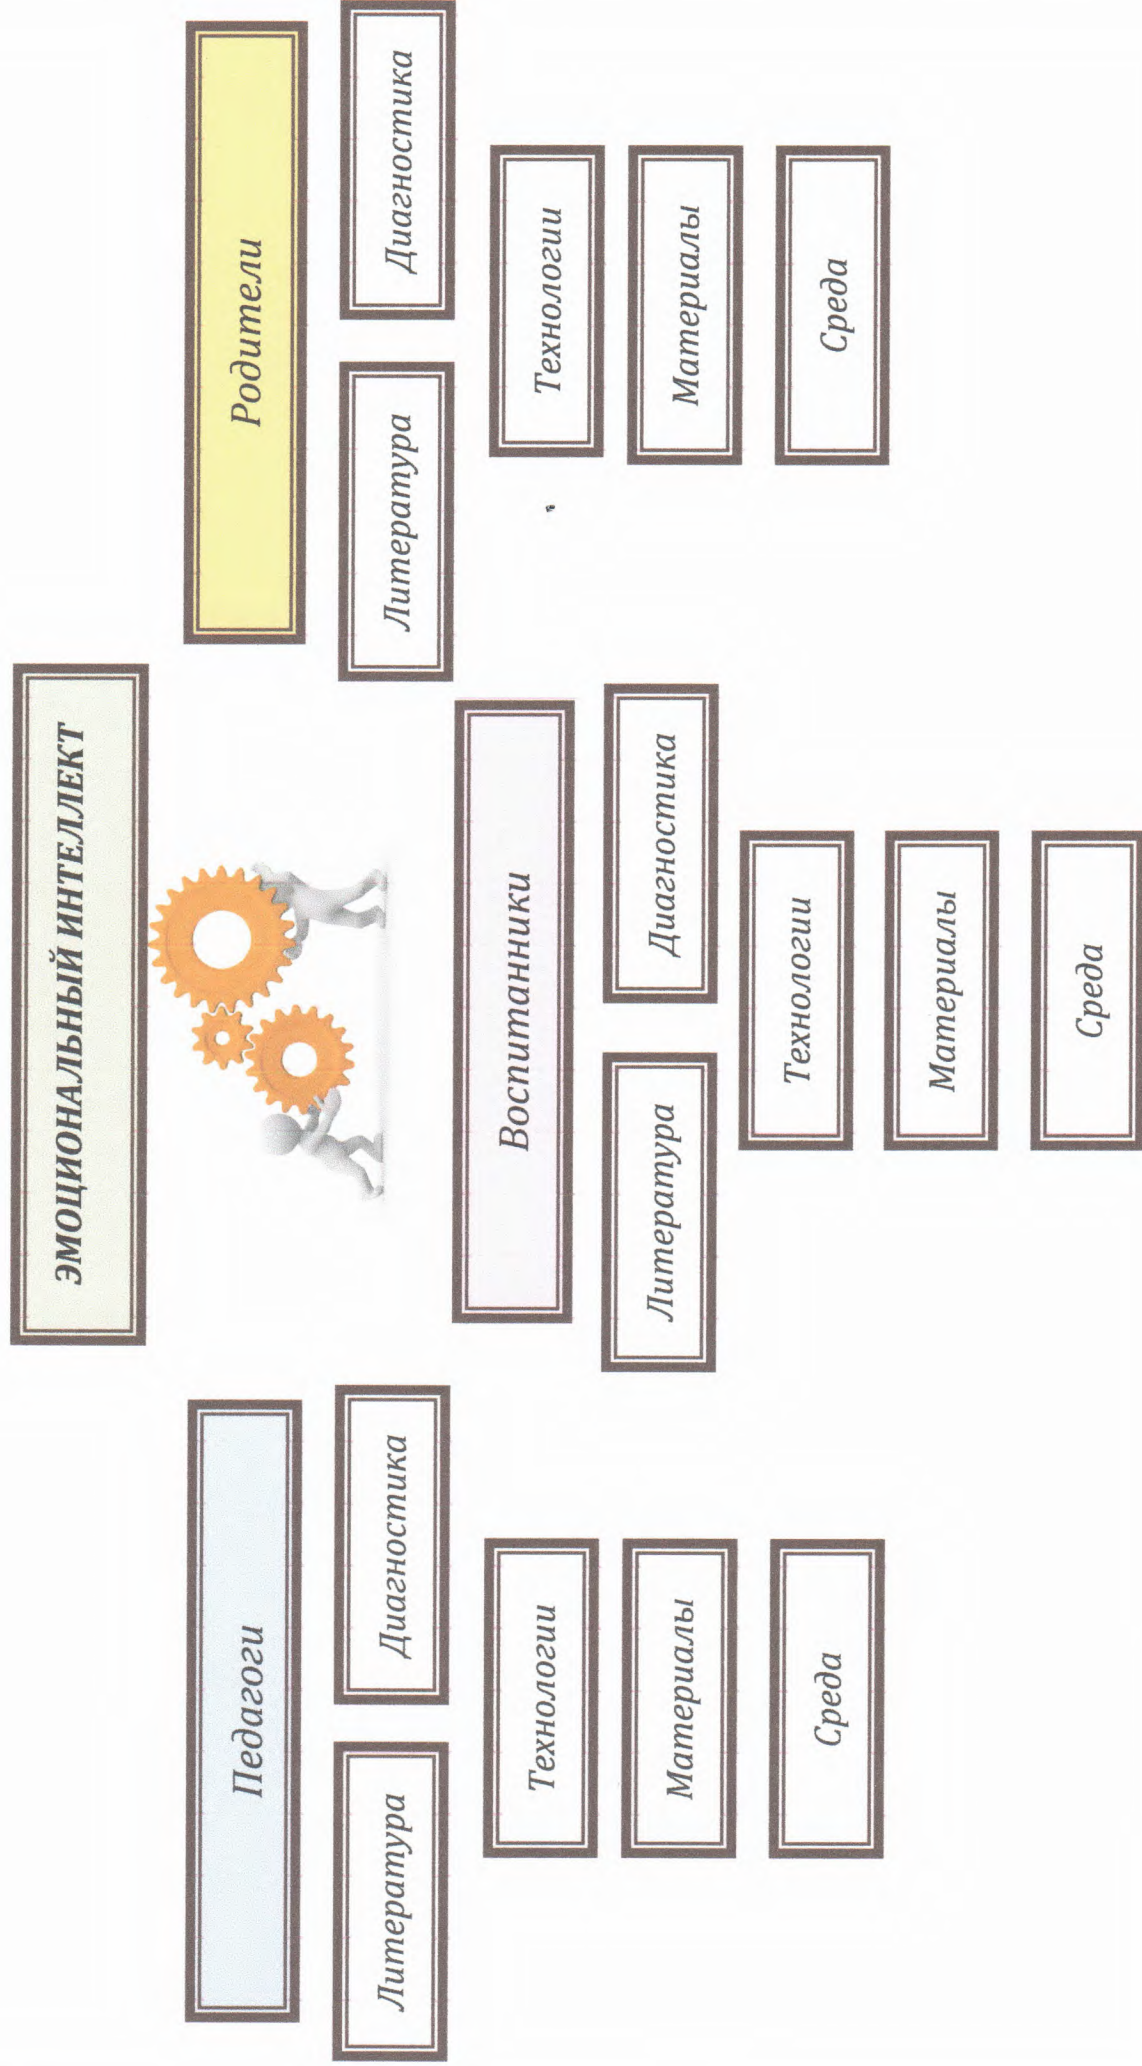 ЭМОЦИОНАЛЬНЫЙ ИНТЕЛЛЕКТ
Педагоги
Литература
Диагностика
Технологии
Материалы
Среда
Воспитанники
Литература
Диагностика
Технологии
Материалы
Среда
Родители
Литература
Диагностика
Технологии
Материалы
Среда